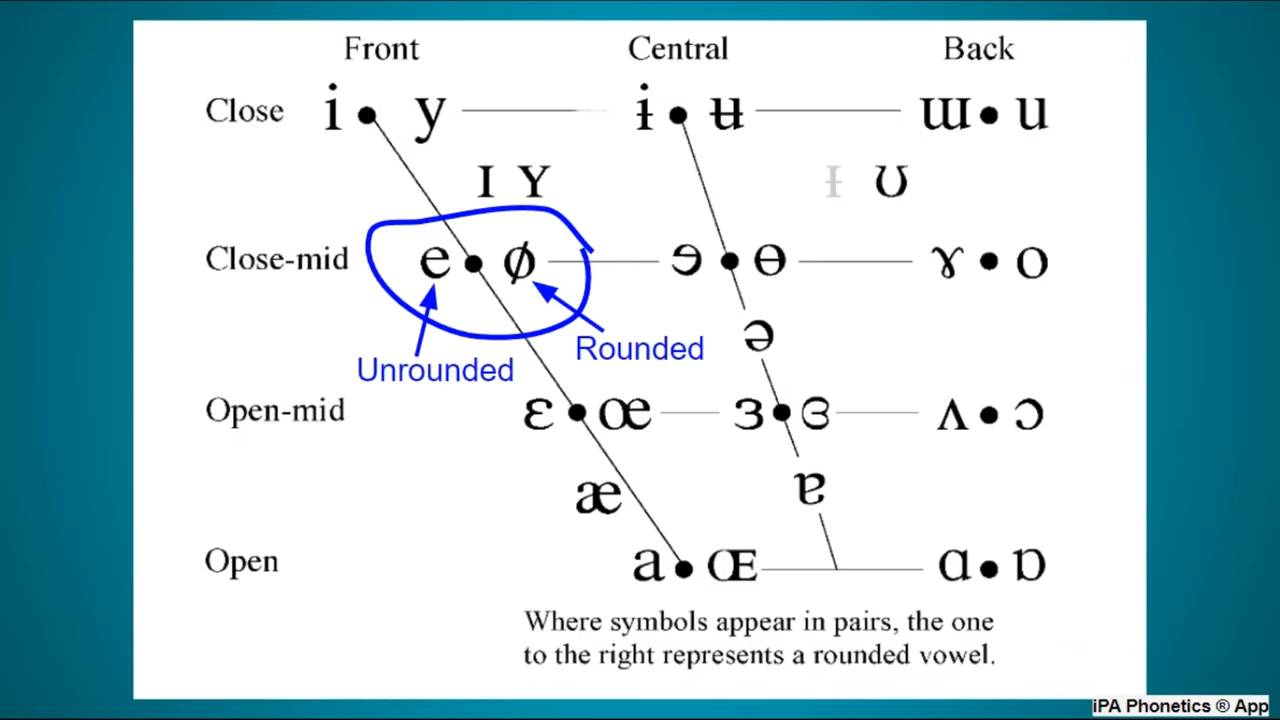 Front Central Back
Close i • y ɨ • ʉ ɯ • u
I Y ᵻ Ʊ
Close-mid e • ø ɘ • ɵ ɤ • o
ə
Unrounded Rounded
Open-mid ɛ • œ ɜ • ɞ ʌ • ɔ
æ ɐ
Open a • Œ ɑ • ɒ
Where symbols appear in pairs, the one
to the right represents a rounded vowel.
iPA Phonetics ® App